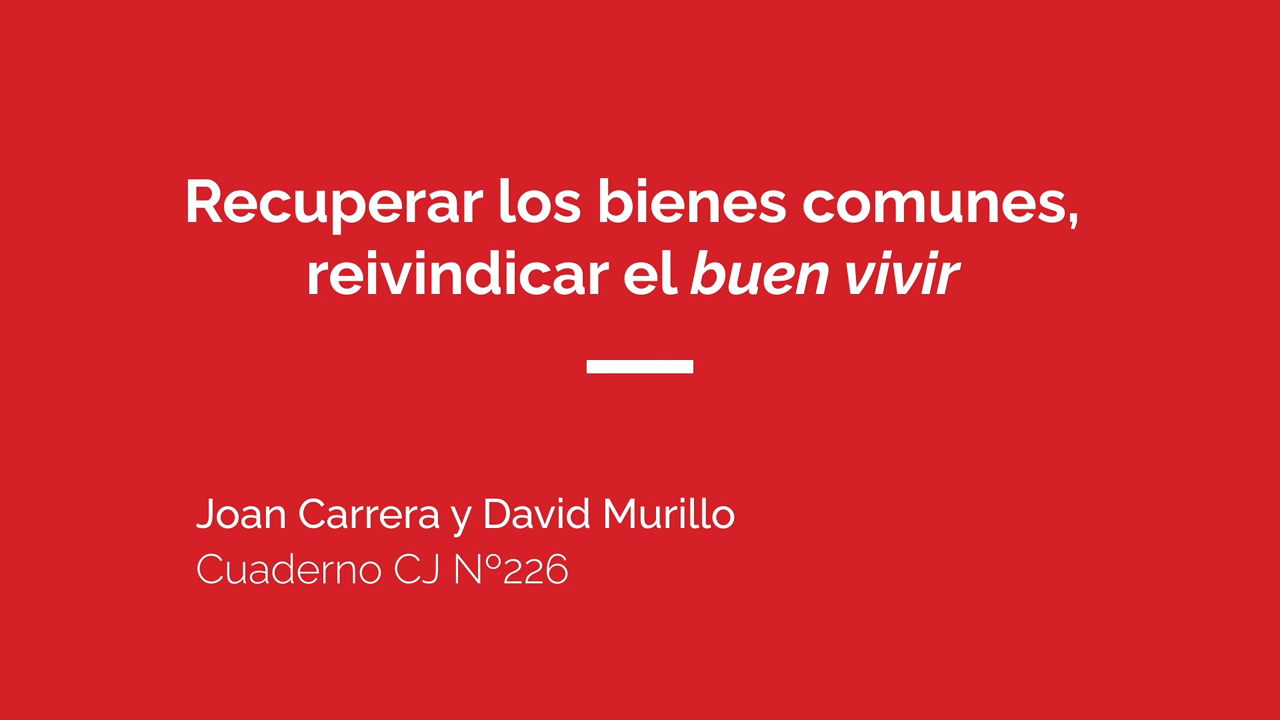 Recuperar los bienes comunes,
reivindicar el buen vivir
Joan Carrera y David Murillo
Cuaderno CJ Nº226